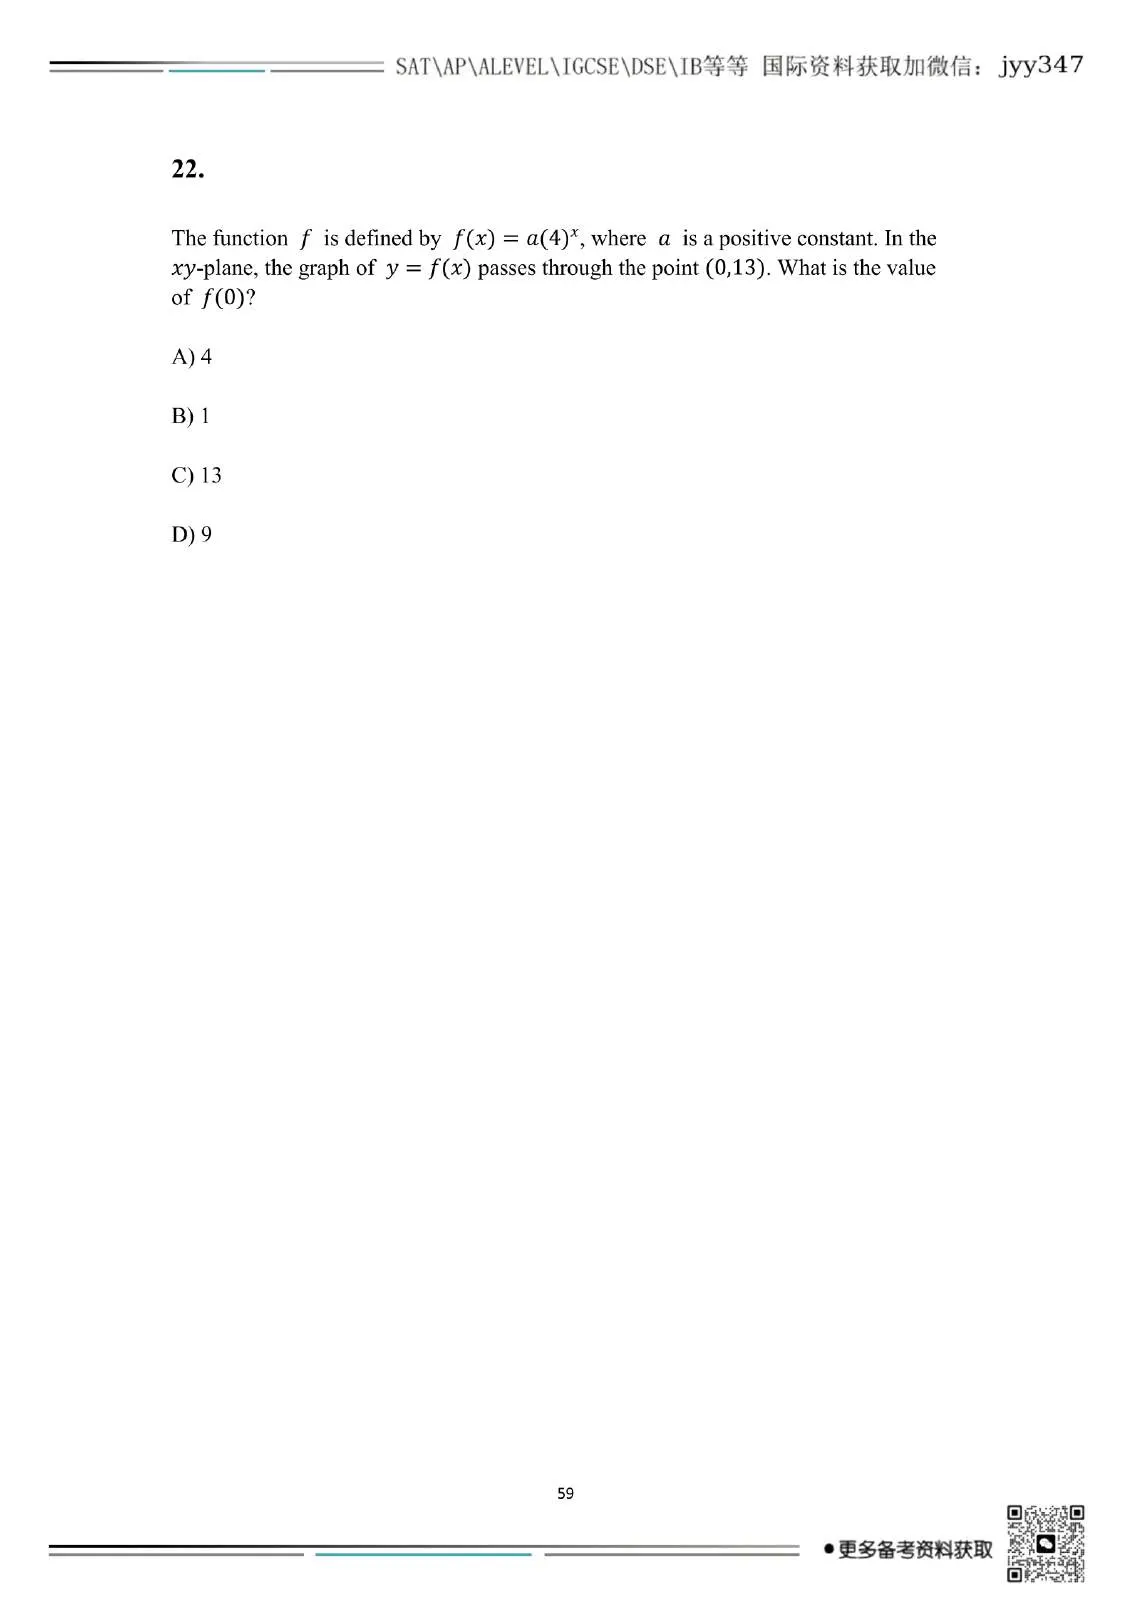 SAT\AP\ALEVEL\IGCSE\DSE\IB等等 国际资料获取加微信: jyy347
22.
The function f is defined by f(x) = a(4)ˣ, where a is a positive constant. In the
xy-plane, the graph of y = f(x) passes through the point (0,13). What is the value
of f(0)?
A) 4
B) 1
C) 13
D) 9
59
●更多备考资料获取